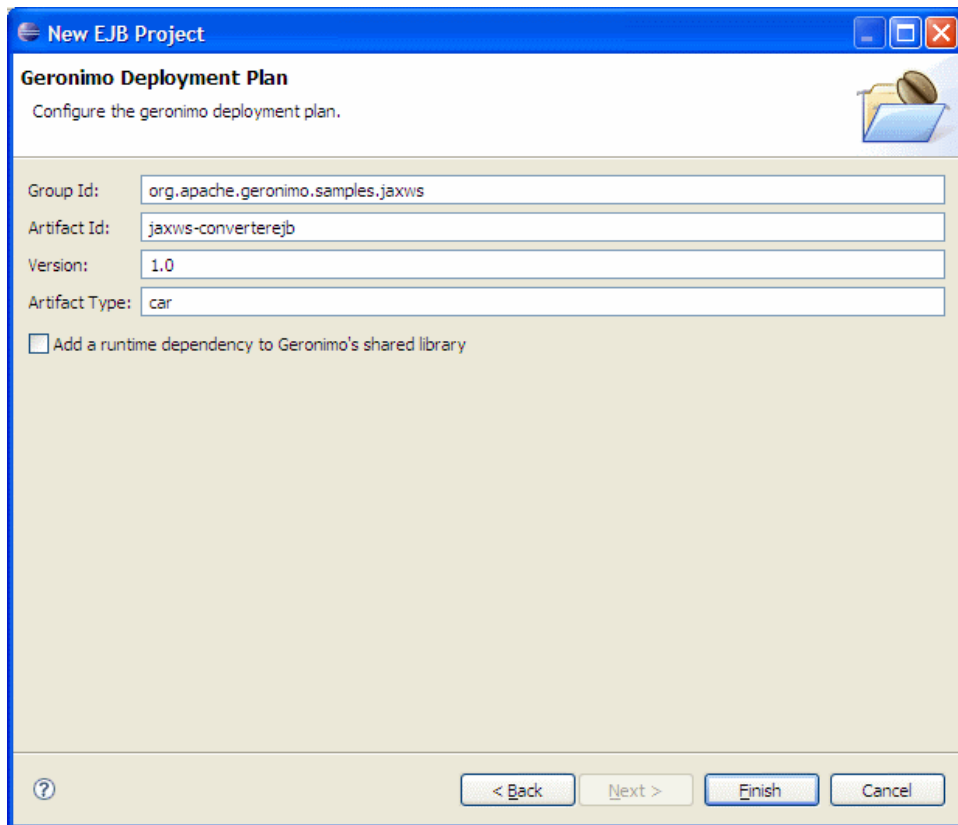 New EJB Project
Geronimo Deployment Plan
Configure the geronimo deployment plan.
Group Id: org.apache.geronimo.samples.jaxws
Artifact Id: jaxws-converterejb
Version: 1.0
Artifact Type: car
Add a runtime dependency to Geronimo's shared library
? < Back Next > Finish Cancel